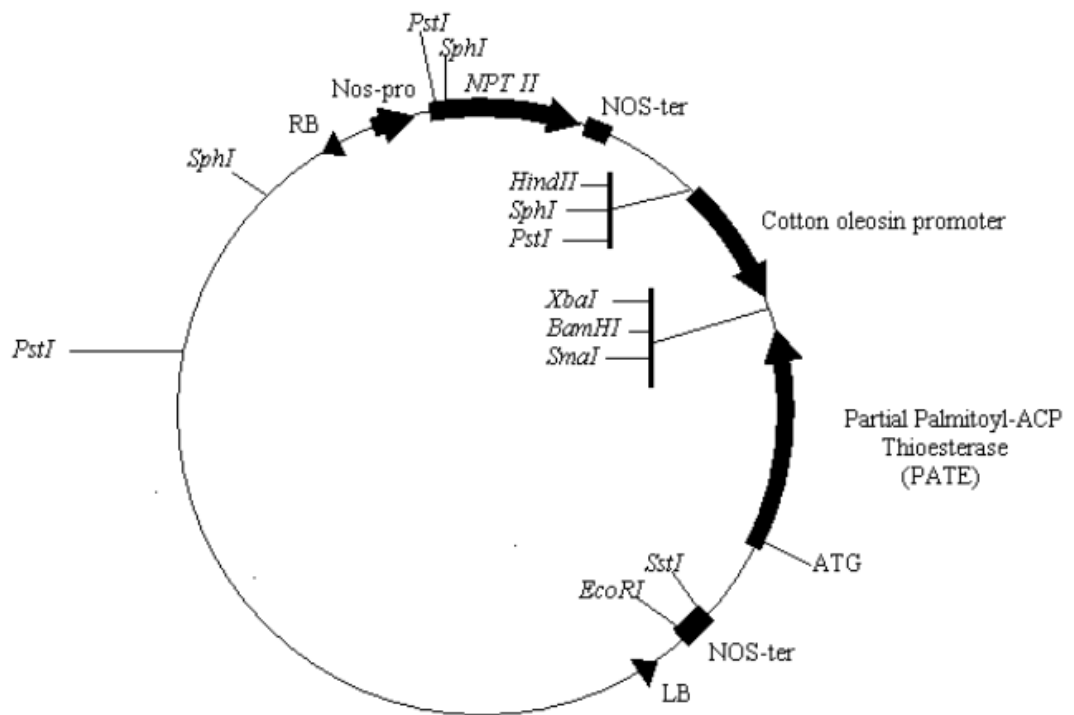 PstI
SphI
Nos-pro
NPT II
NOS-ter
RB
SphI
HindII
SphI
PstI
Cotton oleosin promoter
XbaI
BamHI
SmaI
PstI
Partial Palmitoyl-ACP
Thioesterase
(PATE)
ATG
SstI
EcoRI
NOS-ter
LB